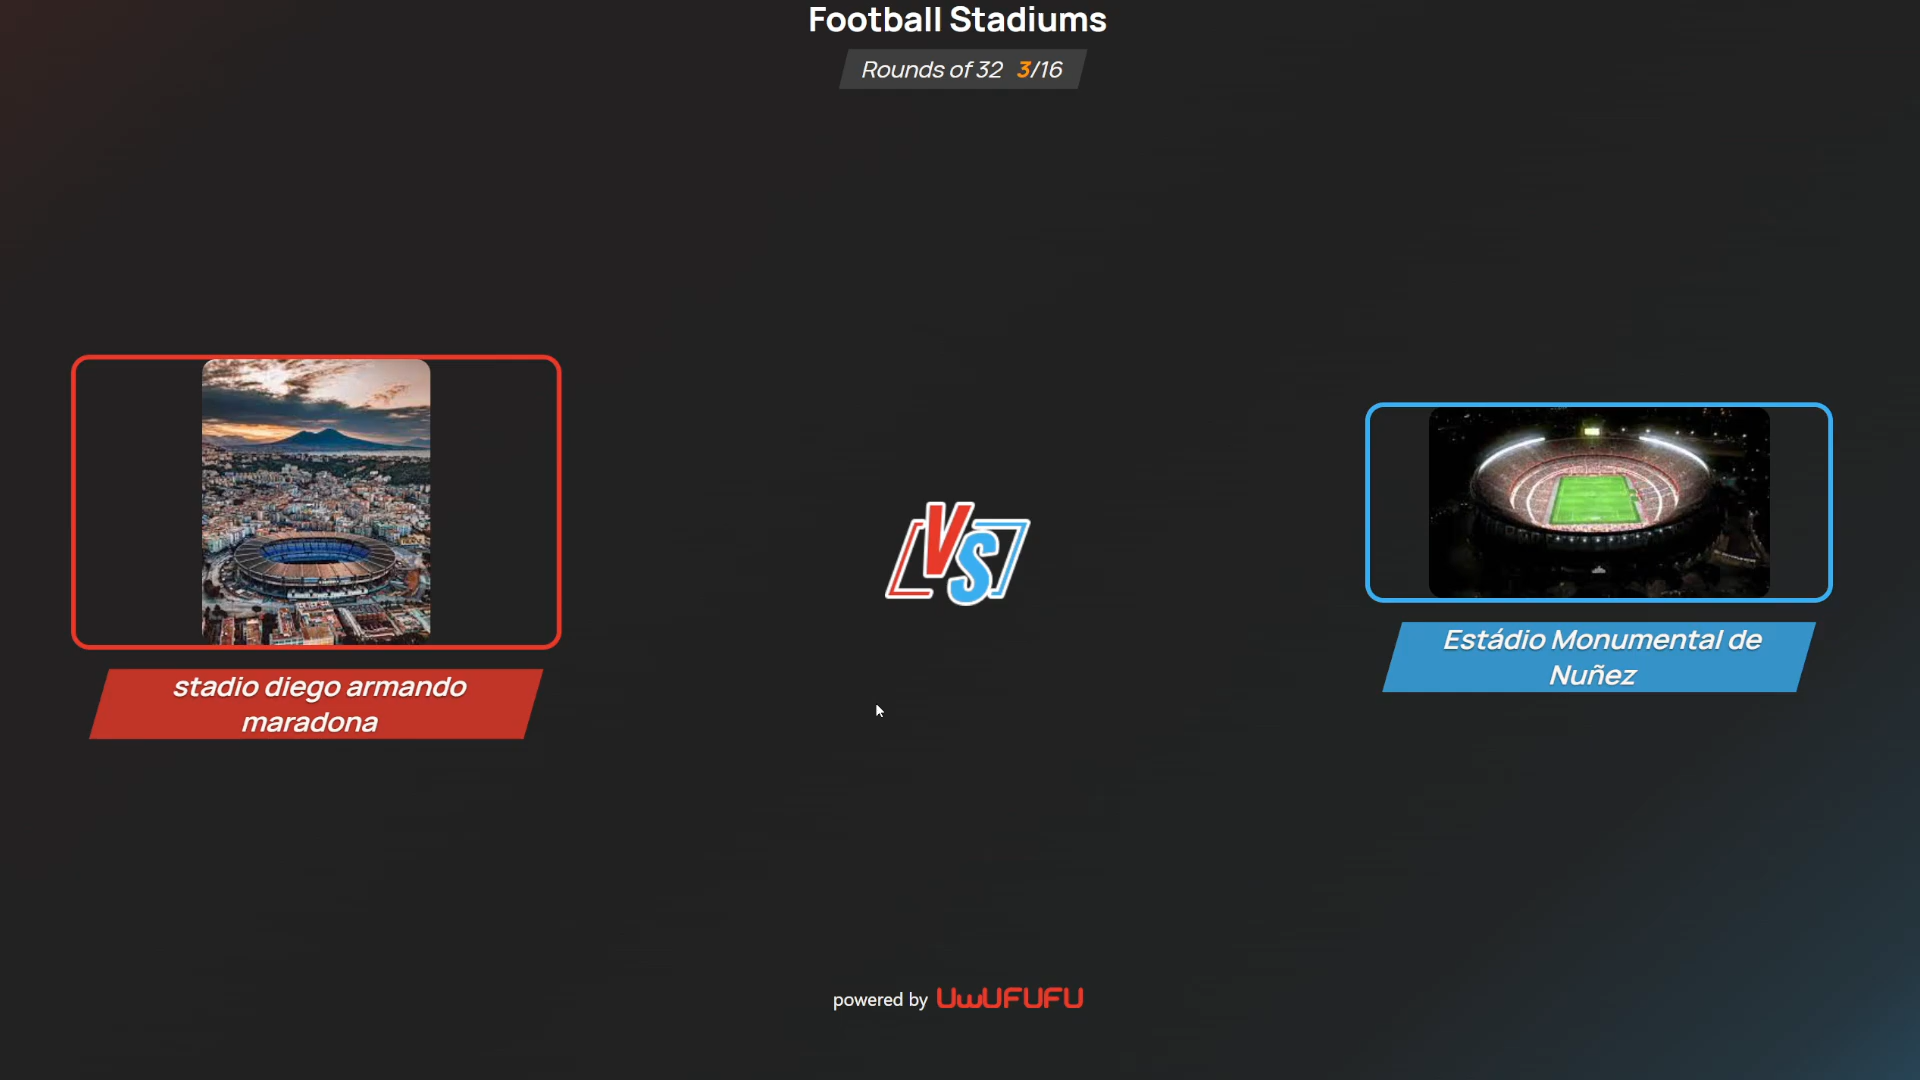 Football Stadiums
Rounds of 32 3/16
VS
stadio diego armando
maradona
Estádio Monumental de
Nuñez
powered by UwUFUFU